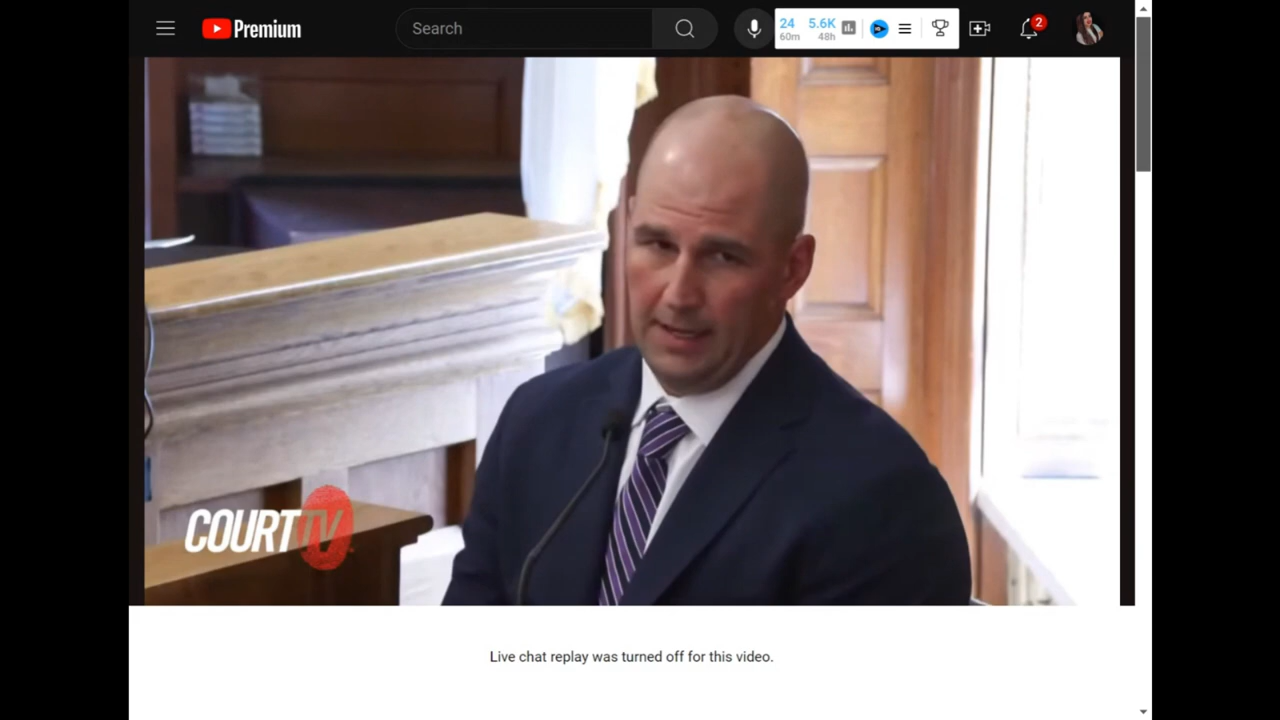 Premium
Search
24 5.6K
60m 48h
2
COURT TV
Live chat replay was turned off for this video.